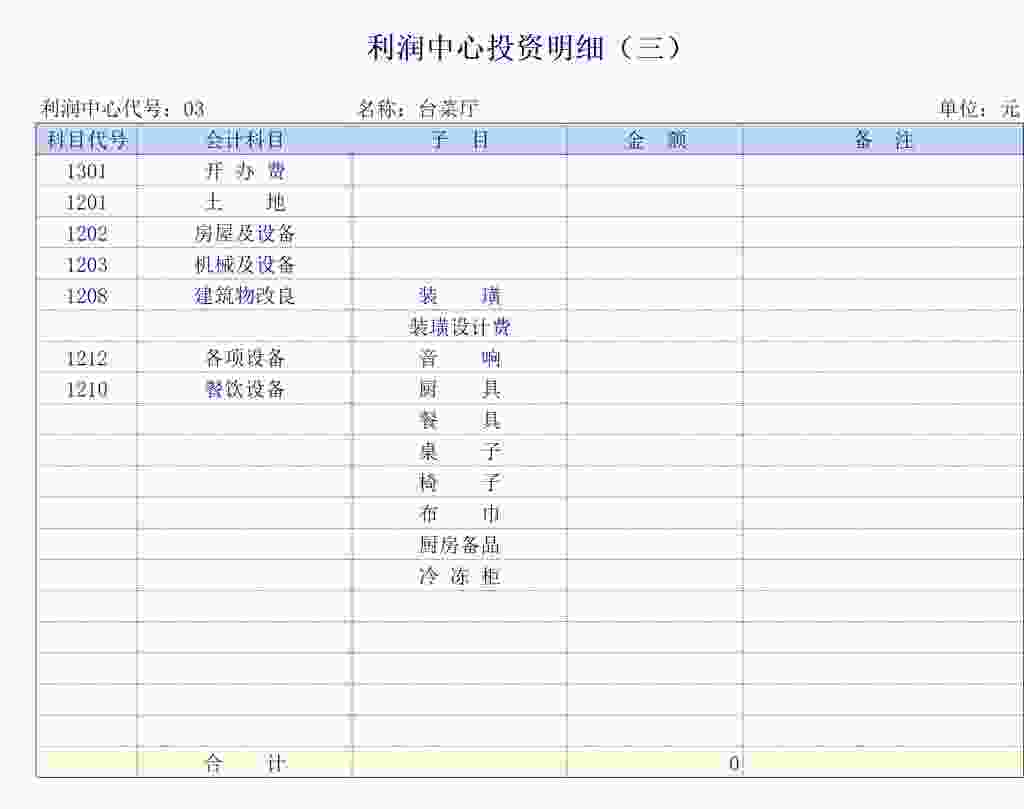 利润中心投资明细（三）
利润中心代号：03 名称：台菜厅 单位：元
科目代号 会计科目 子 目 金 额 备 注
1301 开 办 费
1201 土 地
1202 房屋及设备
1203 机械及设备
1208 建筑物改良 装 璜
装璜设计费
1212 各项设备 音 响
1210 餐饮设备 厨 具
餐 具
桌 子
椅 子
布 巾
厨房备品
冷 冻 柜
合 计 0